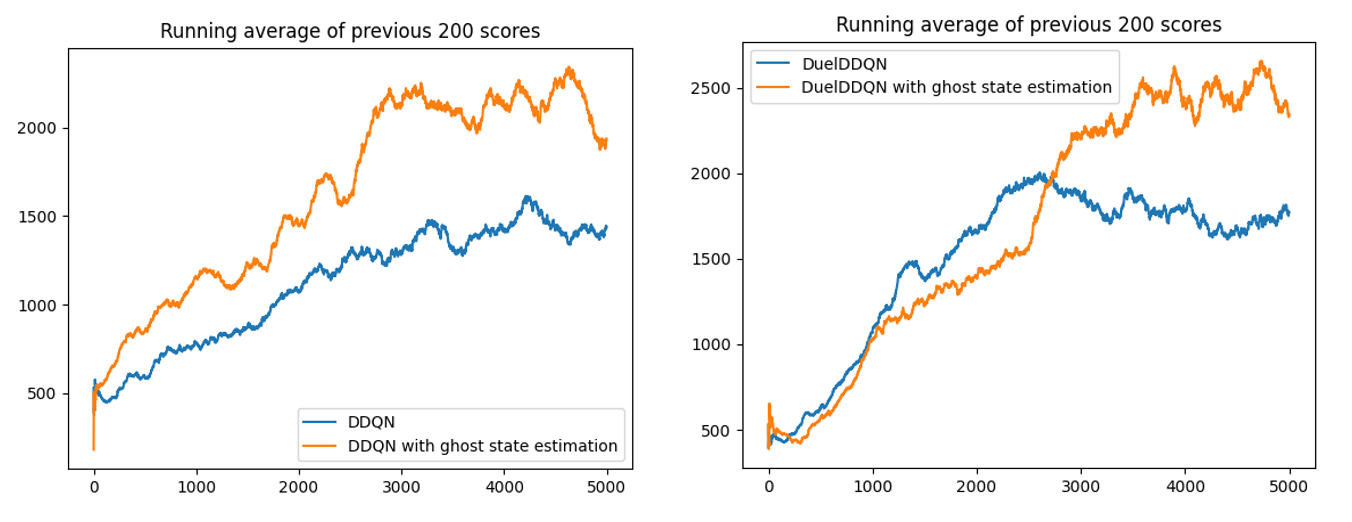 Running average of previous 200 scores
2000
1500
1000
500
DDQN
DDQN with ghost state estimation
0 1000 2000 3000 4000 5000
Running average of previous 200 scores
DuelDDQN
DuelDDQN with ghost state estimation
2500
2000
1500
1000
500
0 1000 2000 3000 4000 5000